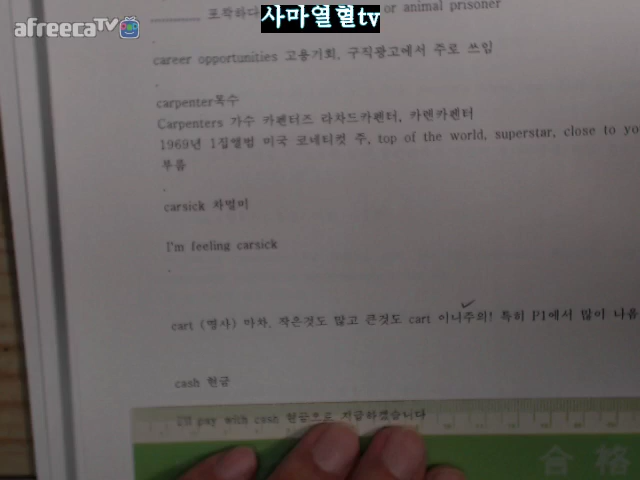 afreecaTV
사마열혈tv
포착하다 or animal prisoner
career opportunities 고용기회, 구직광고에서 주로 쓰임
carpenter목수
Carpenters 가수 카펜터즈 리차드카펜터, 카렌카펜터
1969년 1집앨범 미국 코네티컷 주, top of the world, superstar, close to yo
부름
carsick 차멀미
I'm feeling carsick
cart (명사) 마차, 작은것도 많고 큰것도 cart 이니주의! 특히 P1에서 많이 나옴
cash 현금
I'll pay with cash 현금으로 지급하겠습니다
合格